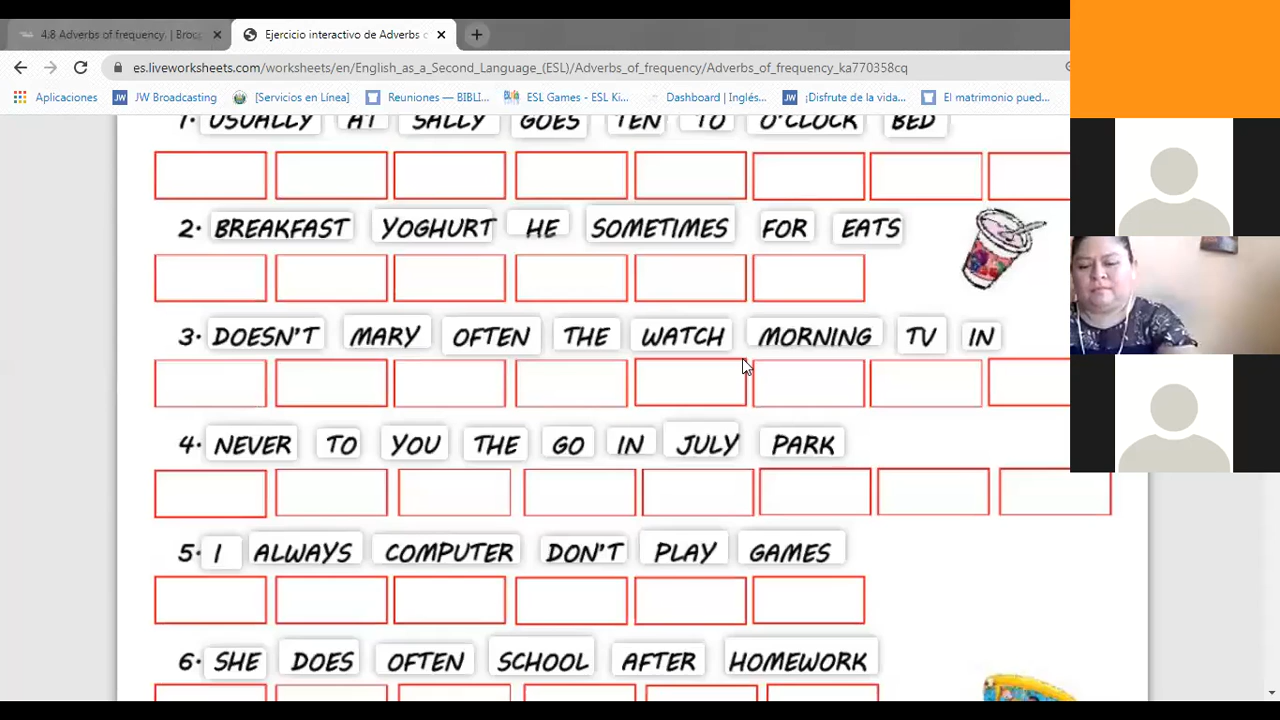 4.8 Adverbs of frequency. | Broc
Ejercicio interactivo de Adverbs
es.liveworksheets.com/worksheets/en/English_as_a_Second_Language_(ESL)/Adverbs_of_frequency/Adverbs_of_frequency_ka770358cq
Aplicaciones JW Broadcasting [Servicios en Línea] Reuniones — BIBLI... ESL Games - ESL Ki... Dashboard | Inglés... ¡Disfrute de la vida... El matrimonio pued...
1. USUALLY AT SALLY GOES TEN TO O'CLOCK BED
2. BREAKFAST YOGHURT HE SOMETIMES FOR EATS
3. DOESN'T MARY OFTEN THE WATCH MORNING TV IN
4. NEVER TO YOU THE GO IN JULY PARK
5. I ALWAYS COMPUTER DON'T PLAY GAMES
6. SHE DOES OFTEN SCHOOL AFTER HOMEWORK